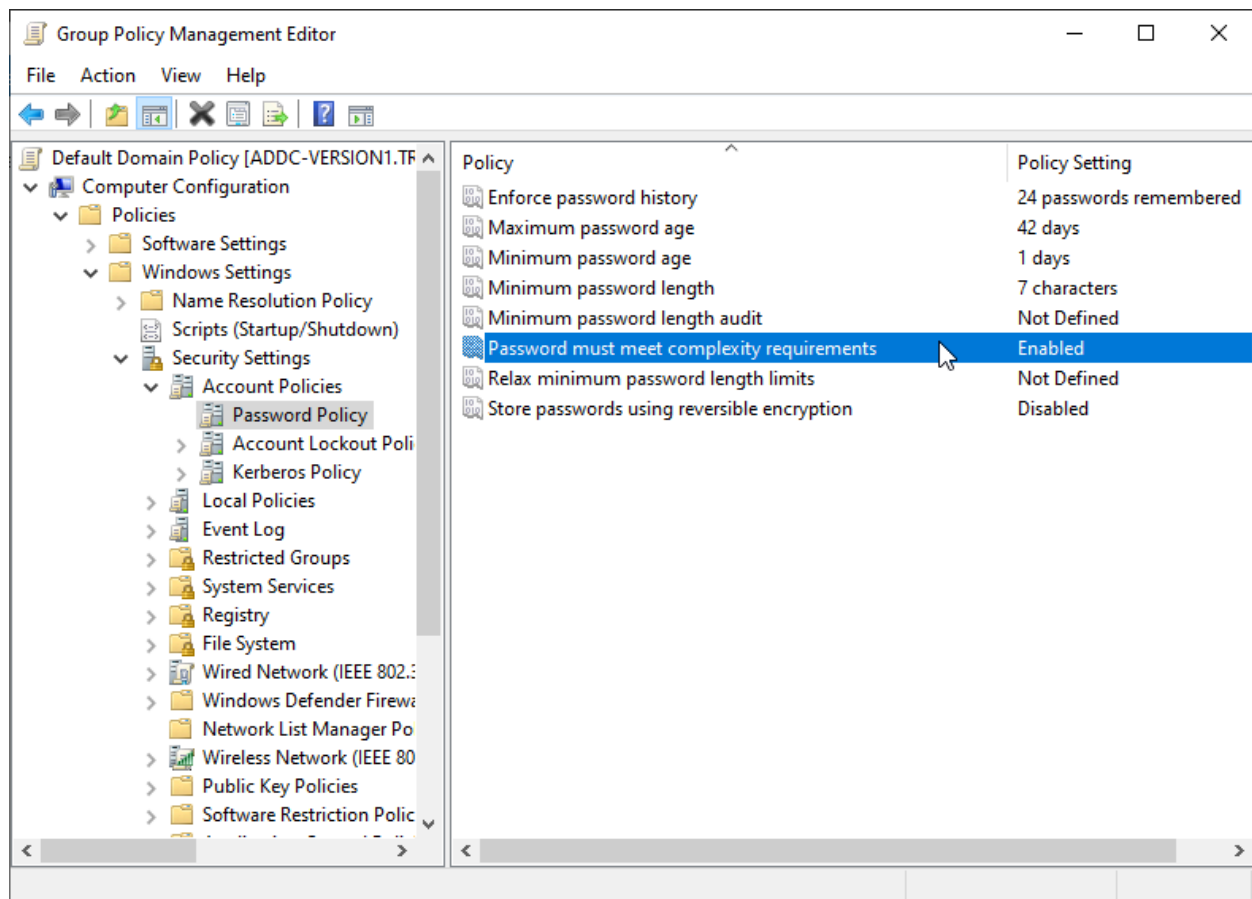 Group Policy Management Editor
File Action View Help
Default Domain Policy [ADDC-VERSION1.TR
Computer Configuration
Policies
Software Settings
Windows Settings
Name Resolution Policy
Scripts (Startup/Shutdown)
Security Settings
Account Policies
Password Policy
Account Lockout Poli
Kerberos Policy
Local Policies
Event Log
Restricted Groups
System Services
Registry
File System
Wired Network (IEEE 802.3
Windows Defender Firewa
Network List Manager Po
Wireless Network (IEEE 80
Public Key Policies
Software Restriction Polic
Policy Policy Setting
Enforce password history 24 passwords remembered
Maximum password age 42 days
Minimum password age 1 days
Minimum password length 7 characters
Minimum password length audit Not Defined
Password must meet complexity requirements Enabled
Relax minimum password length limits Not Defined
Store passwords using reversible encryption Disabled